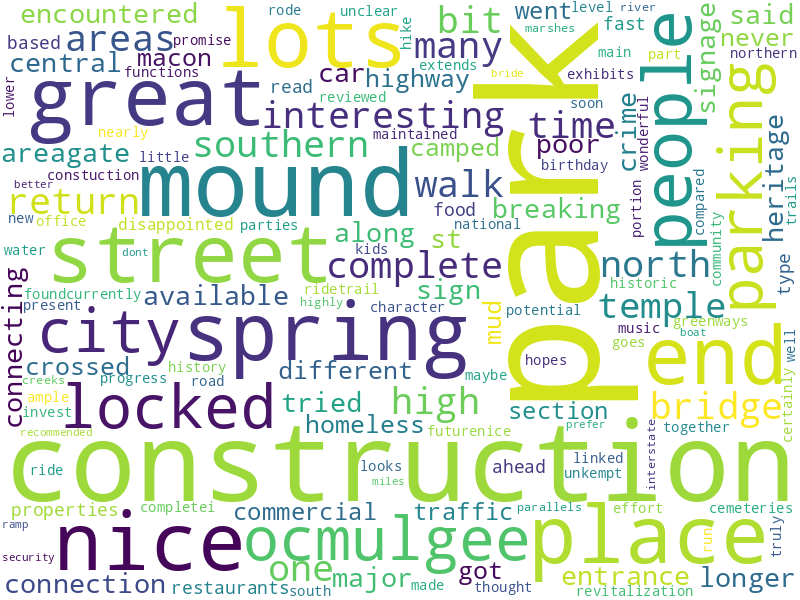 rode unclear level river
encountered lots bit went fast marshes said
based areas promise hike many park people signage never
central macon extends main part northern
functions car highway bride exhibits
lower great read reviewed soon parking
nearly interesting time crime wonderful
areagate southern maintained camped poor heritage
little birthday
constuction mound walk breaking portion compared trails
better return food
new office disappointed parties along national st north community type
water street dont kids complete sign temple historic
foundcurrently available ridetrail highly character mud potential music greenways
present city spring goes boat well
connecting crossed history different maybe hopes end certainly
creeks progress road
ample invest locked tried high section bridge
recommended homeless futurenice prefer together
construction looks ahead linked interstate
ride miles unkempt
properties completei commercial traffic parallels effort cemeteries
ramp nice ocmulgee place run truly
security one major got entrance longer
connection restaurants south made thought revitalization